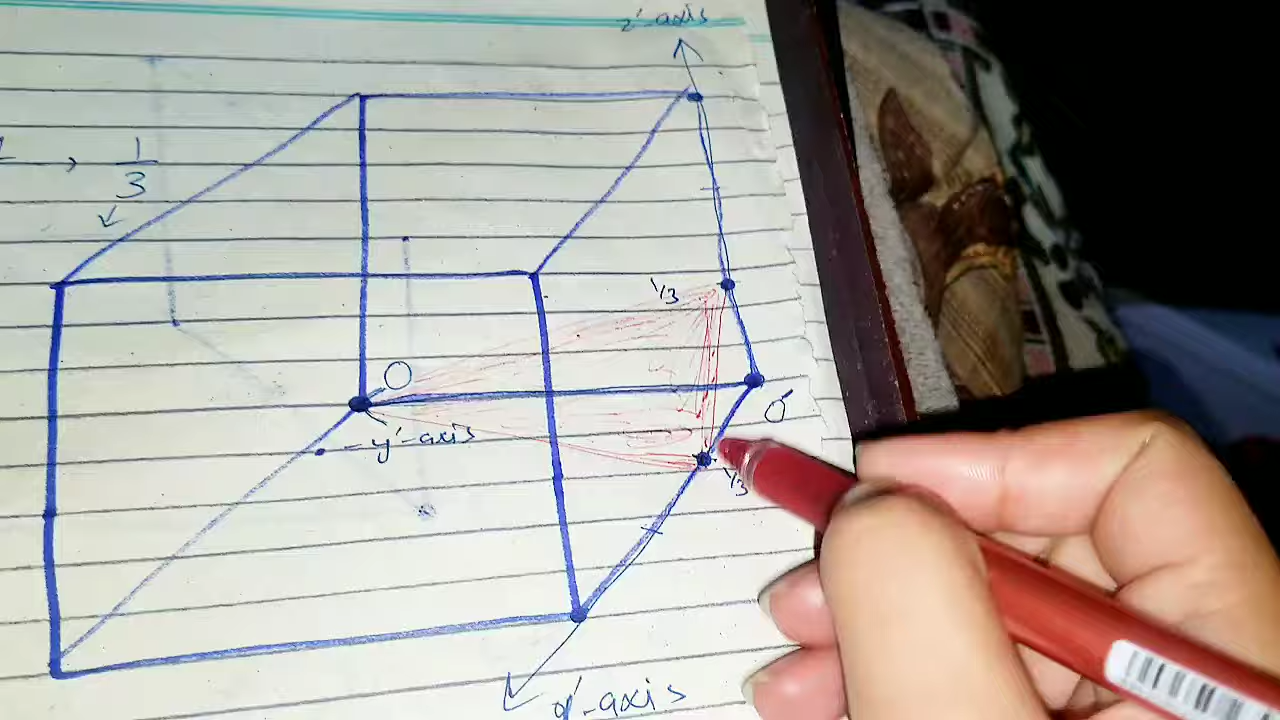 z'-axis
→ 1/3
↙
1/3
O
O'
y'-axis
1/3
x'-axis